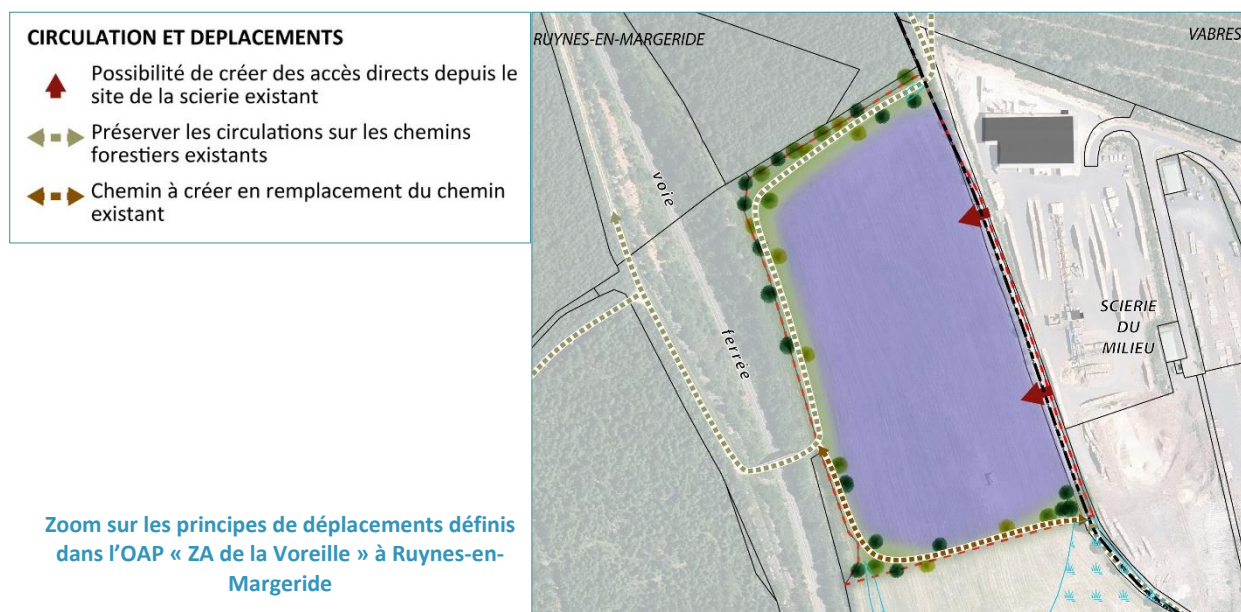 CIRCULATION ET DEPLACEMENTS
Possibilité de créer des accès directs depuis le
site de la scierie existant
Préserver les circulations sur les chemins
forestiers existants
Chemin à créer en remplacement du chemin
existant
Zoom sur les principes de déplacements définis
dans l’OAP « ZA de la Voreille » à Ruynes-en-
Margeride
RUYNES-EN-MARGERIDE
VABRES
voie
ferrée
SCIERIE
DU
MILIEU